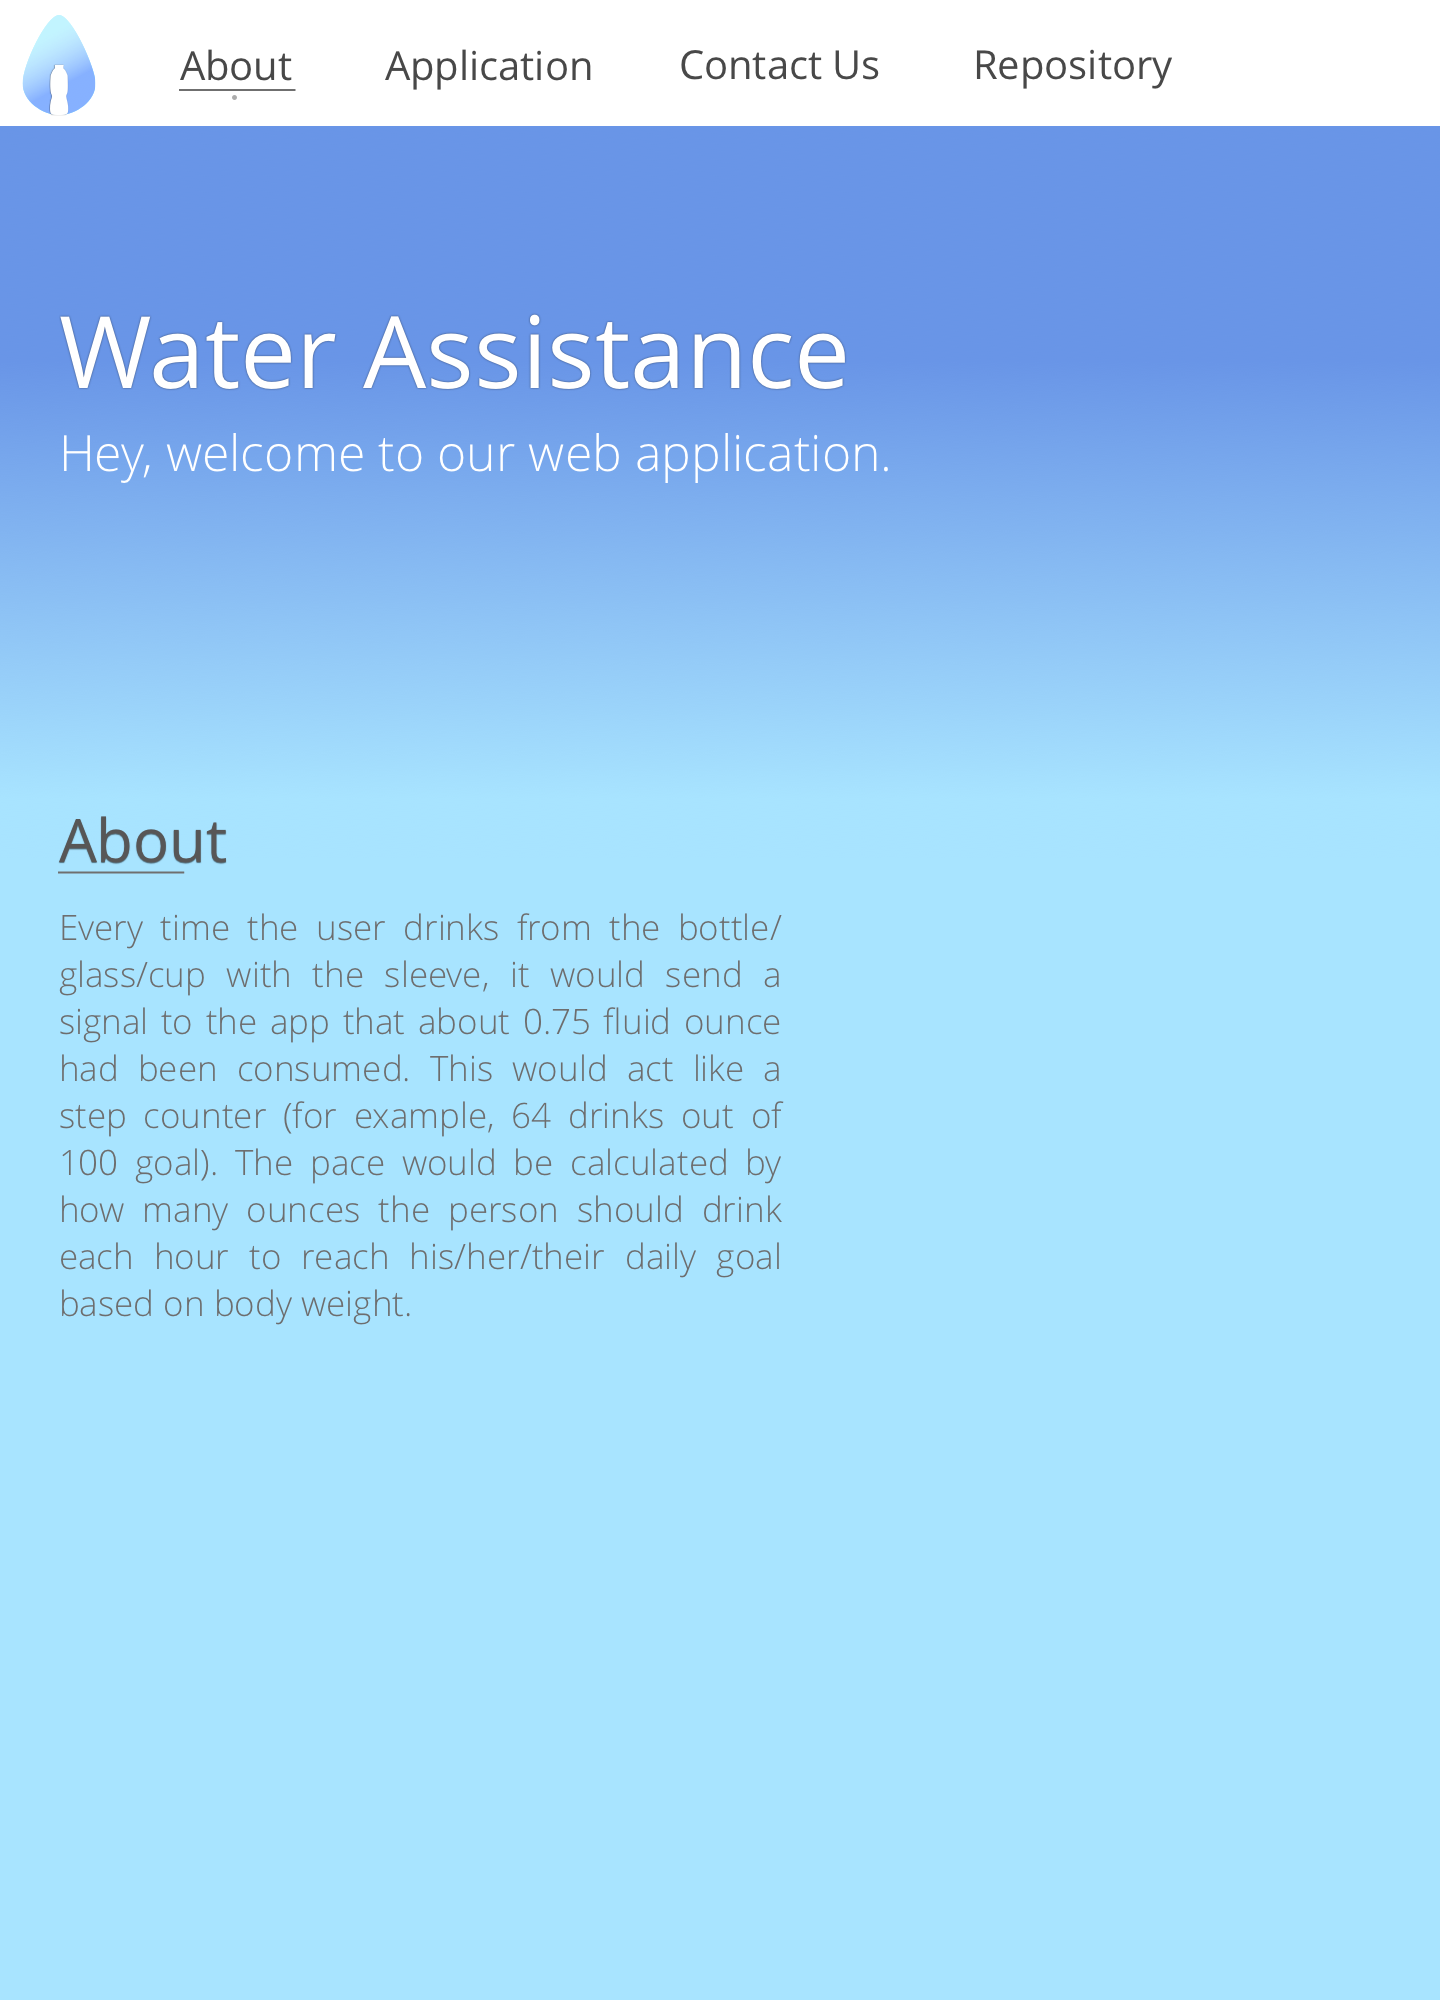 About
Application
Contact Us
Repository
Water Assistance
Hey, welcome to our web application.
About
Every time the user drinks from the bottle/
glass/cup with the sleeve, it would send a
signal to the app that about 0.75 fluid ounce
had been consumed. This would act like a
step counter (for example, 64 drinks out of
100 goal). The pace would be calculated by
how many ounces the person should drink
each hour to reach his/her/their daily goal
based on body weight.